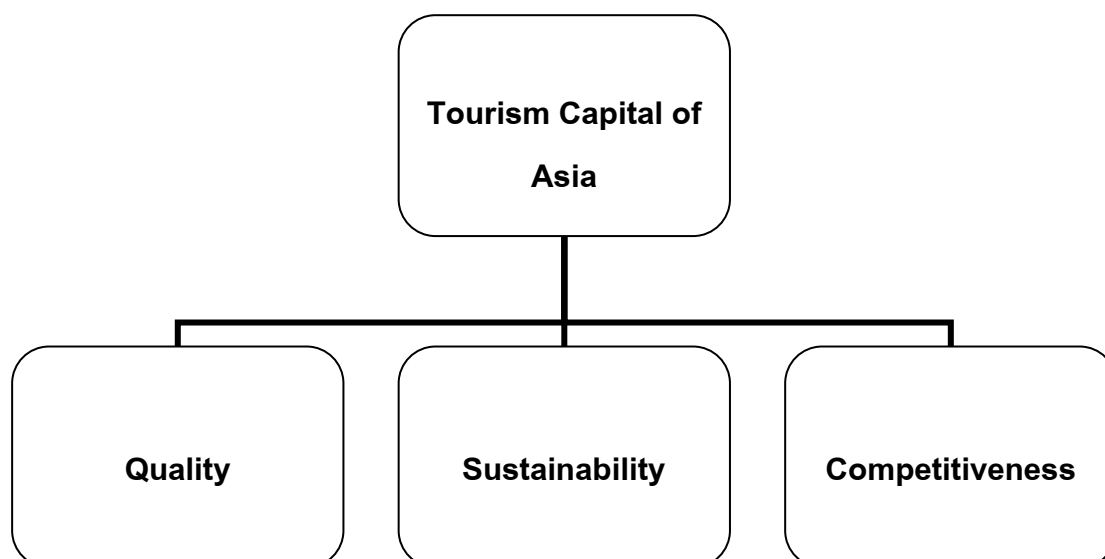 Tourism Capital of
Asia
Quality
Sustainability
Competitiveness